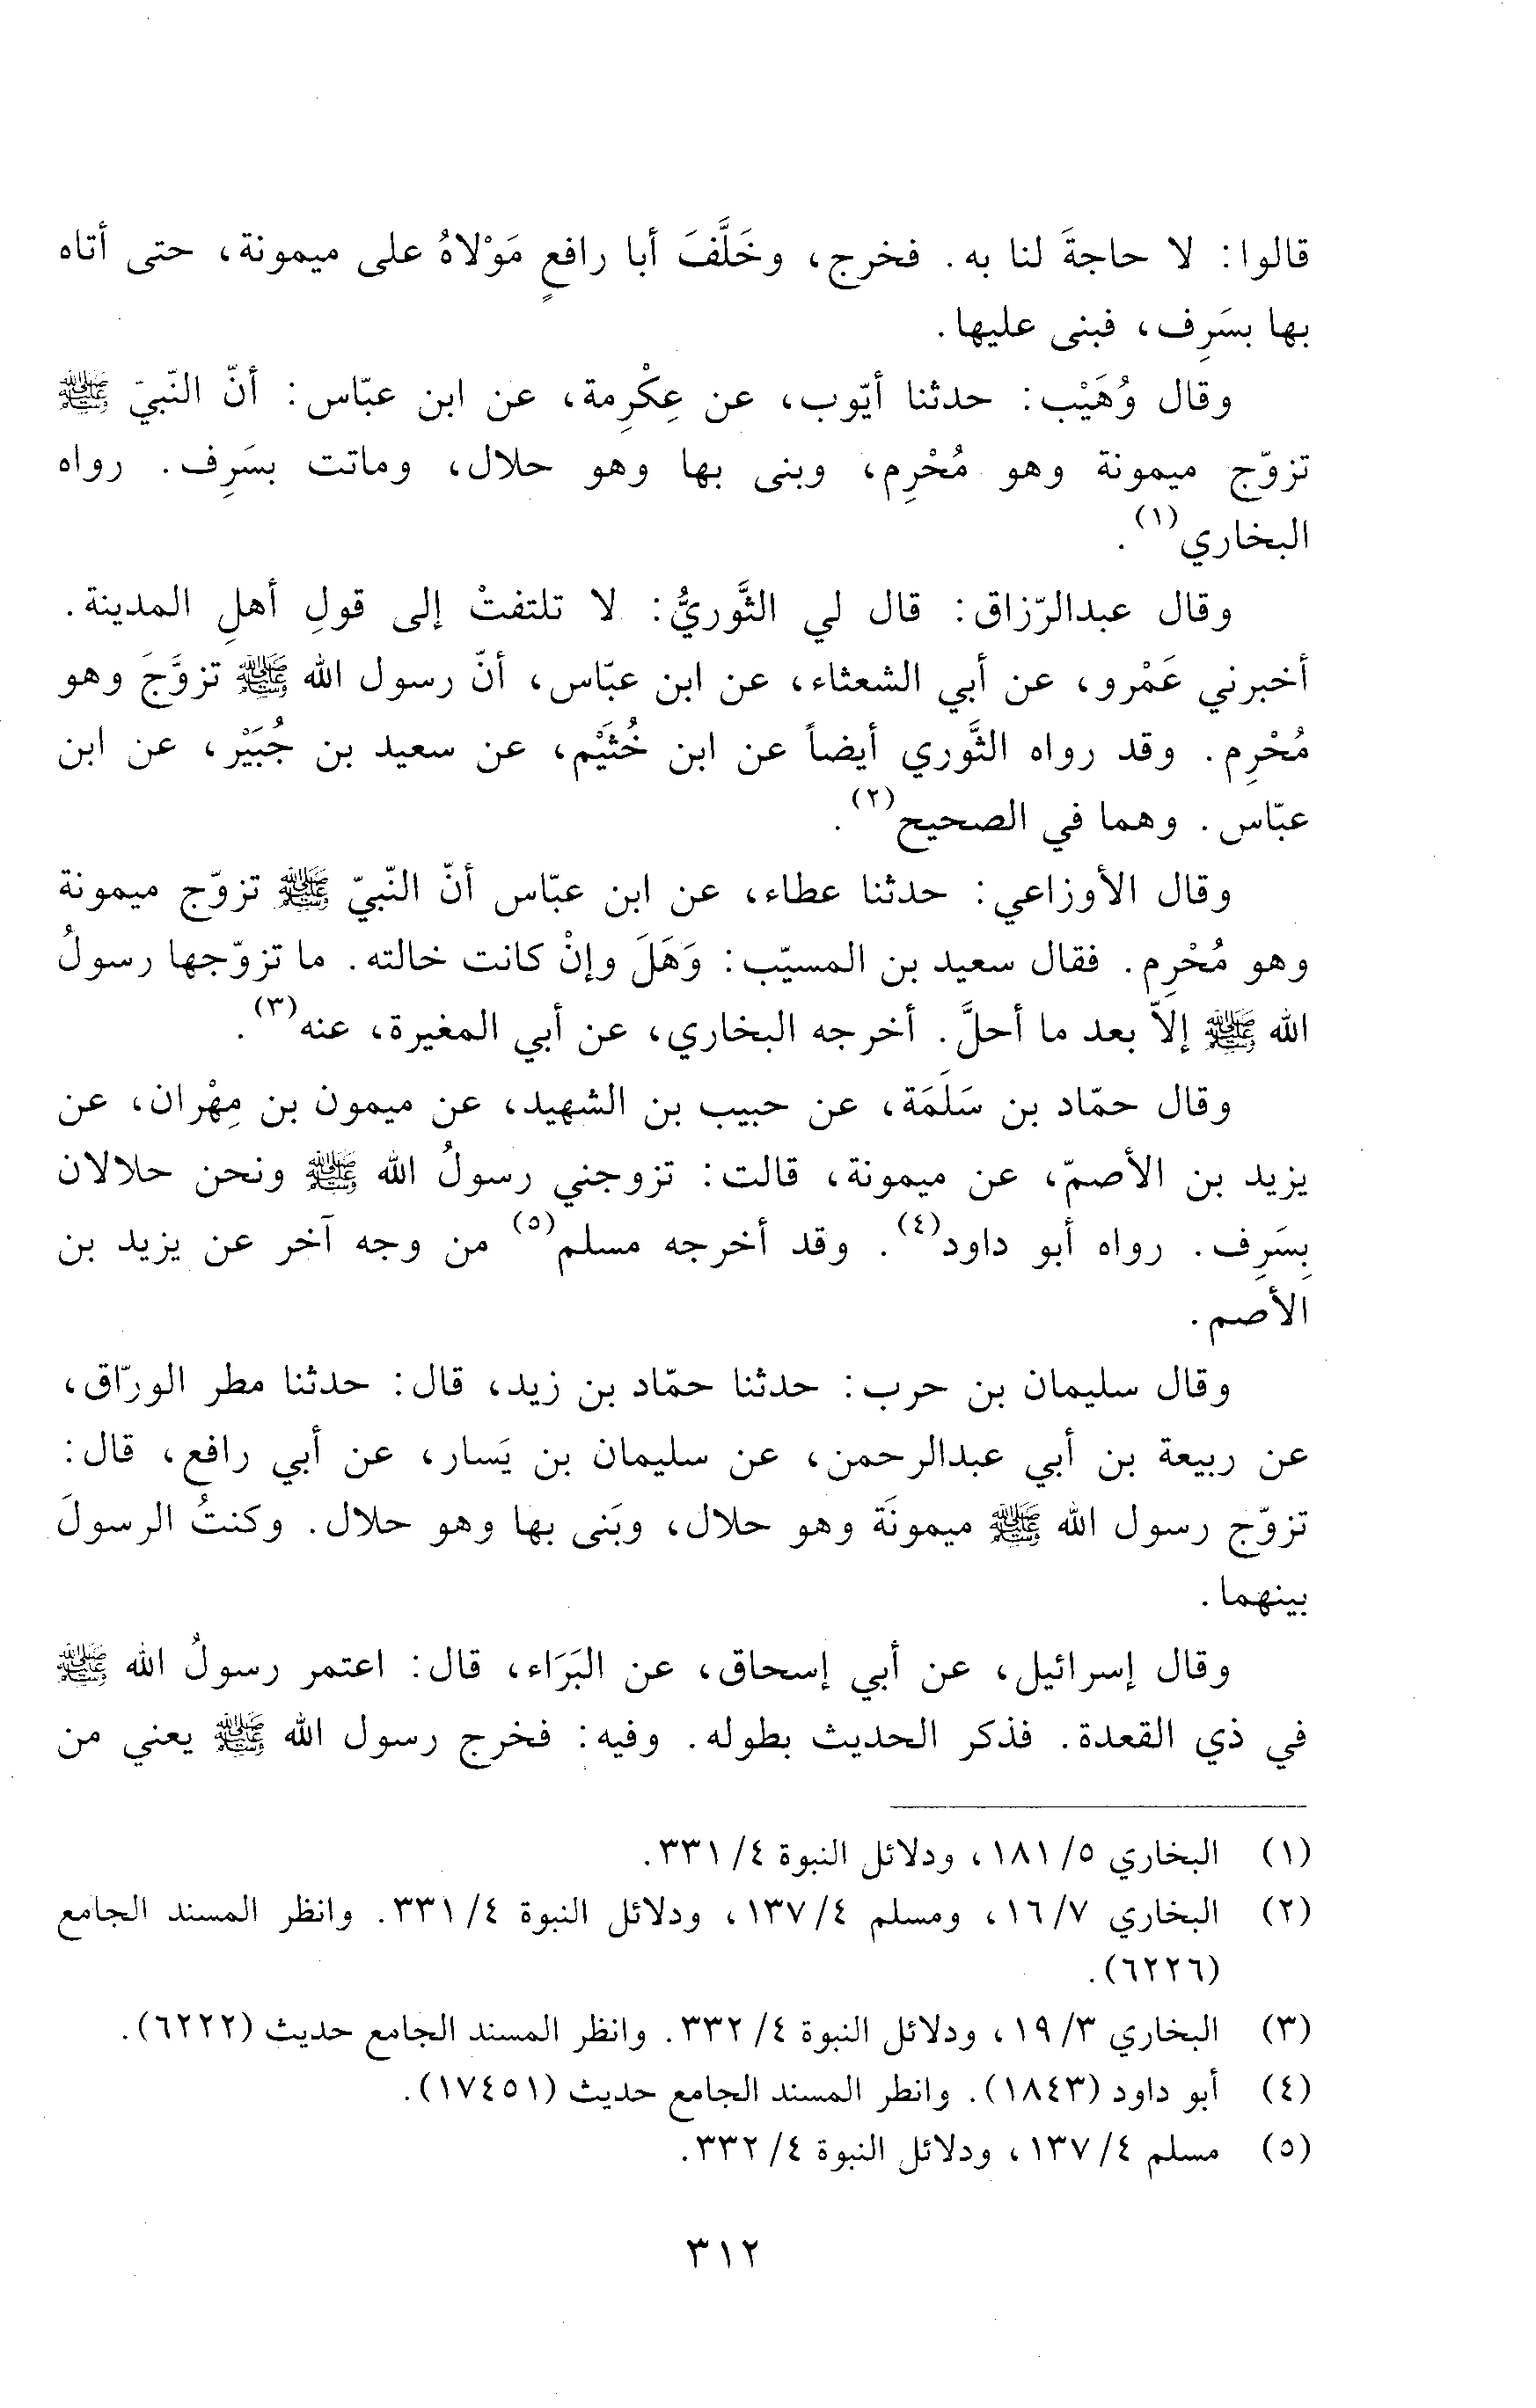 قالوا: لا حاجةَ لنا به. فخرج، وخَلَّفَ أبا رافعٍ مَوْلاهُ على ميمونة، حتى أتاه
بها بسَرِف، فبنى عليها.
وقال وُهَيْب: حدثنا أيّوب، عن عِكْرِمة، عن ابن عبّاس: أنّ النّبيّ ﷺ
تزوّج ميمونة وهو مُحْرِم، وبنى بها وهو حلال، وماتت بسَرِف. رواه
البخاري(١).
وقال عبدالرّزاق: قال لي الثَّوريُّ: لا تلتفتْ إلى قولِ أهلِ المدينة.
أخبرني عَمْرو، عن أبي الشعثاء، عن ابن عبّاس، أنّ رسول الله ﷺ تزوَّجَ وهو
مُحْرِم. وقد رواه الثَّوري أيضاً عن ابن خُثَيْم، عن سعيد بن جُبَيْر، عن ابن
عبّاس. وهما في الصحيح(٢).
وقال الأوزاعي: حدثنا عطاء، عن ابن عبّاس أنّ النّبيّ ﷺ تزوّج ميمونة
وهو مُحْرِم. فقال سعيد بن المسيّب: وَهَلَ وإنْ كانت خالته. ما تزوّجها رسولُ
الله ﷺ إلاّ بعد ما أحلَّ. أخرجه البخاري، عن أبي المغيرة، عنه(٣).
وقال حمّاد بن سَلَمَة، عن حبيب بن الشهيد، عن ميمون بن مِهْران، عن
يزيد بن الأصمّ، عن ميمونة، قالت: تزوجني رسولُ الله ﷺ ونحن حلالان
بِسَرِف. رواه أبو داود(٤). وقد أخرجه مسلم(٥) من وجه آخر عن يزيد بن
الأصم.
وقال سليمان بن حرب: حدثنا حمّاد بن زيد، قال: حدثنا مطر الورّاق،
عن ربيعة بن أبي عبدالرحمن، عن سليمان بن يَسار، عن أبي رافع، قال:
تزوّج رسول الله ﷺ ميمونَة وهو حلال، وبَنى بها وهو حلال. وكنتُ الرسولَ
بينهما.
وقال إسرائيل، عن أبي إسحاق، عن البَرَاء، قال: اعتمر رسولُ الله ﷺ
في ذي القعدة. فذكر الحديث بطوله. وفيه: فخرج رسول الله ﷺ يعني من
(١) البخاري ٥/ ١٨١، ودلائل النبوة ٤/ ٣٣١.
(٢) البخاري ٧/ ١٦، ومسلم ٤/ ١٣٧، ودلائل النبوة ٤/ ٣٣١. وانظر المسند الجامع
(٦٢٢٦).
(٣) البخاري ٣/ ١٩، ودلائل النبوة ٤/ ٣٣٢. وانظر المسند الجامع حديث (٦٢٢٢).
(٤) أبو داود (١٨٤٣). وانطر المسند الجامع حديث (١٧٤٥١).
(٥) مسلم ٤/ ١٣٧، ودلائل النبوة ٤/ ٣٣٢.
٣١٢